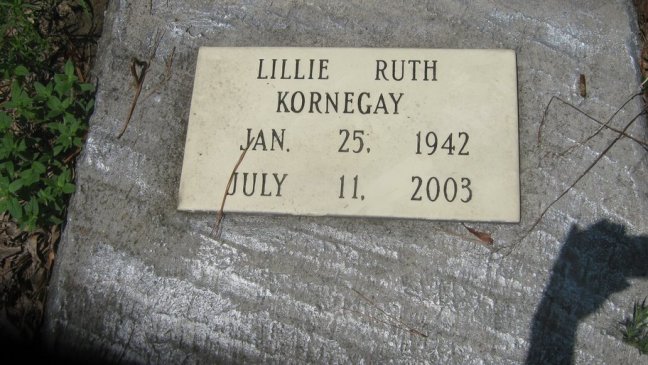 LILLIE RUTH
KORNEGAY
JAN. 25, 1942
JULY 11, 2003